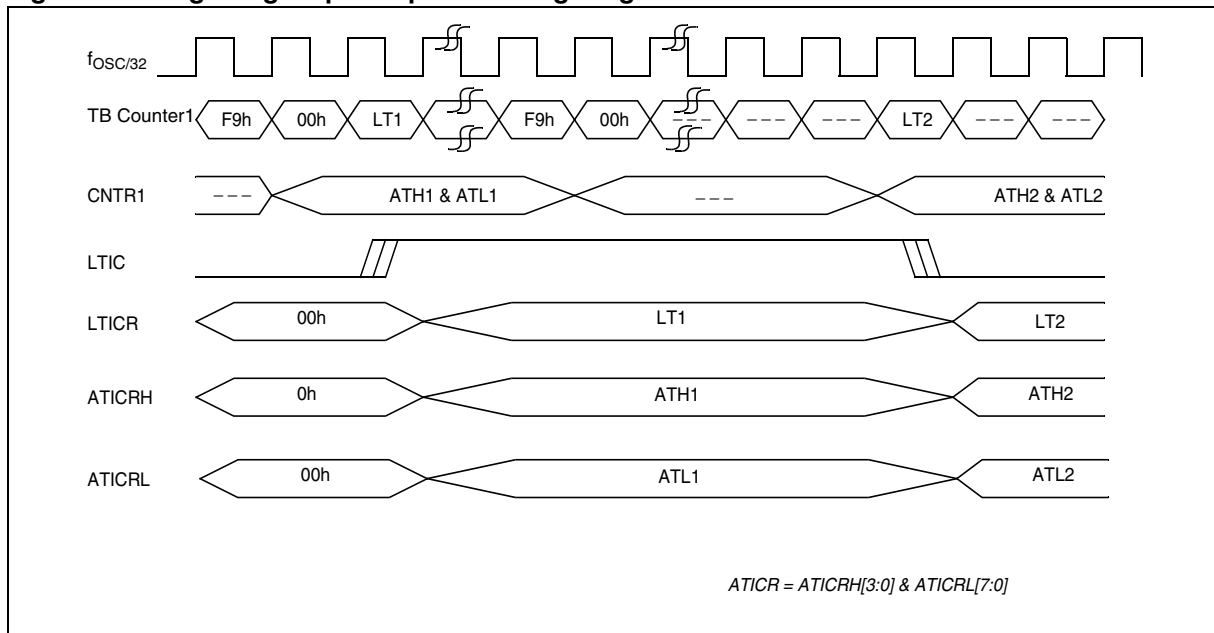 fOSC/32
TB Counter1 F9h 00h LT1 F9h 00h – – – – – – – – – LT2 – – – – – –
CNTR1 – – – ATH1 & ATL1 – – – ATH2 & ATL2
LTIC
LTICR 00h LT1 LT2
ATICRH 0h ATH1 ATH2
ATICRL 00h ATL1 ATL2
ATICR = ATICRH[3:0] & ATICRL[7:0]